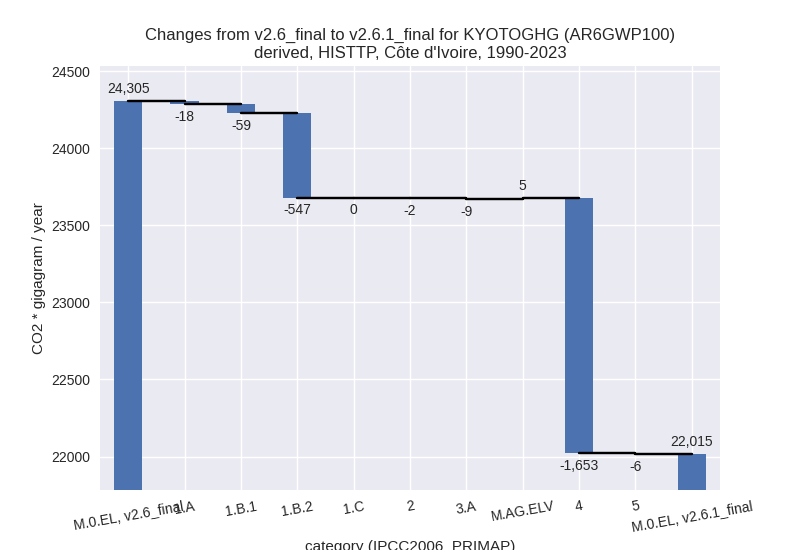 Changes from v2.6_final to v2.6.1_final for KYOTOGHG (AR6GWP100)
derived, HISTTP, Côte d'Ivoire, 1990-2023
CO2 * gigagram / year
24500
24000
23500
23000
22500
22000
24,305
-18
-59
-547
0
-2
-9
5
-1,653
-6
22,015
M.0.EL, v2.6_final
1.A
1.B.1
1.B.2
1.C
2
3.A
M.AG.ELV
4
5
M.0.EL, v2.6.1_final
category (IPCC2006_PRIMAP)